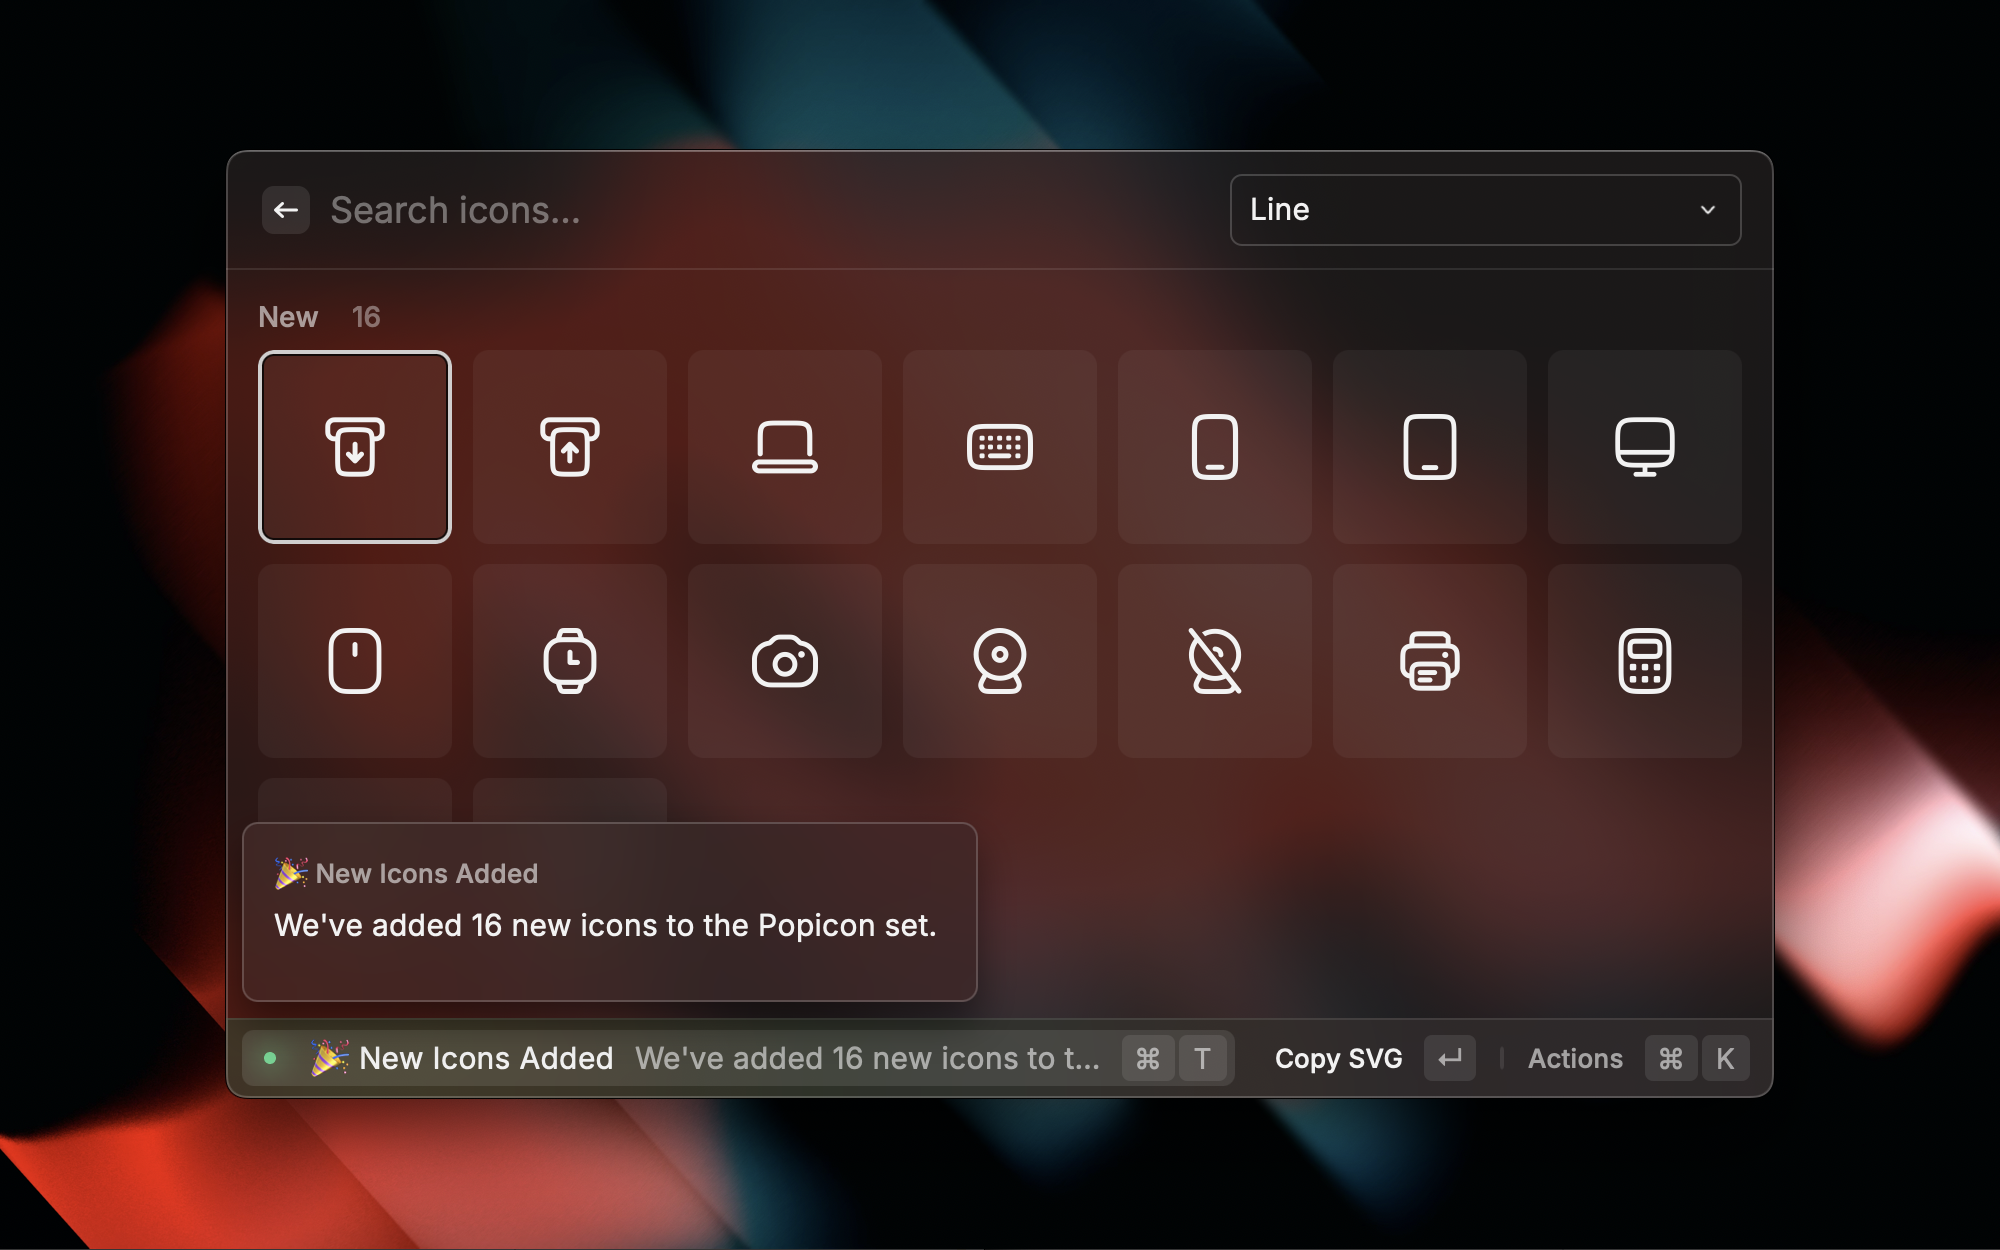 Search icons...
Line
New 16
🎉 New Icons Added
We've added 16 new icons to the Popicon set.
🎉 New Icons Added We've added 16 new icons to t... ⌘ T Copy SVG ↵ Actions ⌘ K